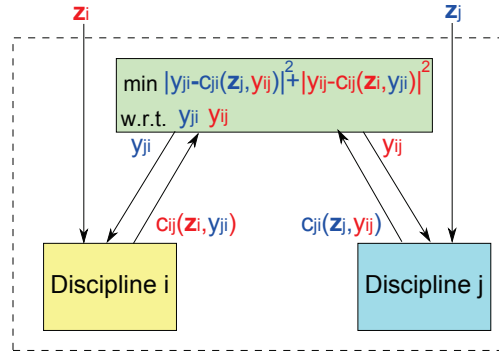 zi zj
min |yji-cji(zj,yij)|²+|yij-cij(zi,yji)|²
w.r.t. yji yij
yji yij
cij(zi,yji) cji(zj,yij)
Discipline i Discipline j